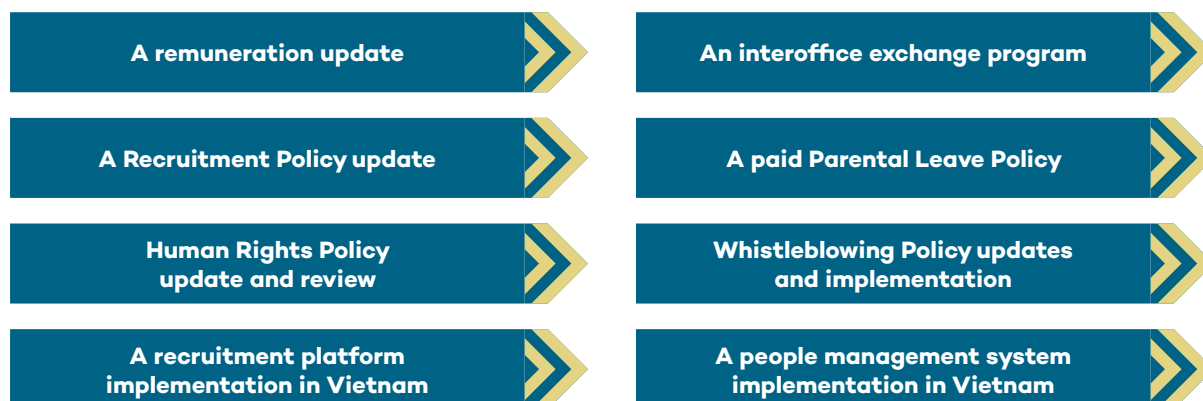 A remuneration update
An interoffice exchange program
A Recruitment Policy update
A paid Parental Leave Policy
Human Rights Policy
update and review
Whistleblowing Policy updates
and implementation
A recruitment platform
implementation in Vietnam
A people management system
implementation in Vietnam